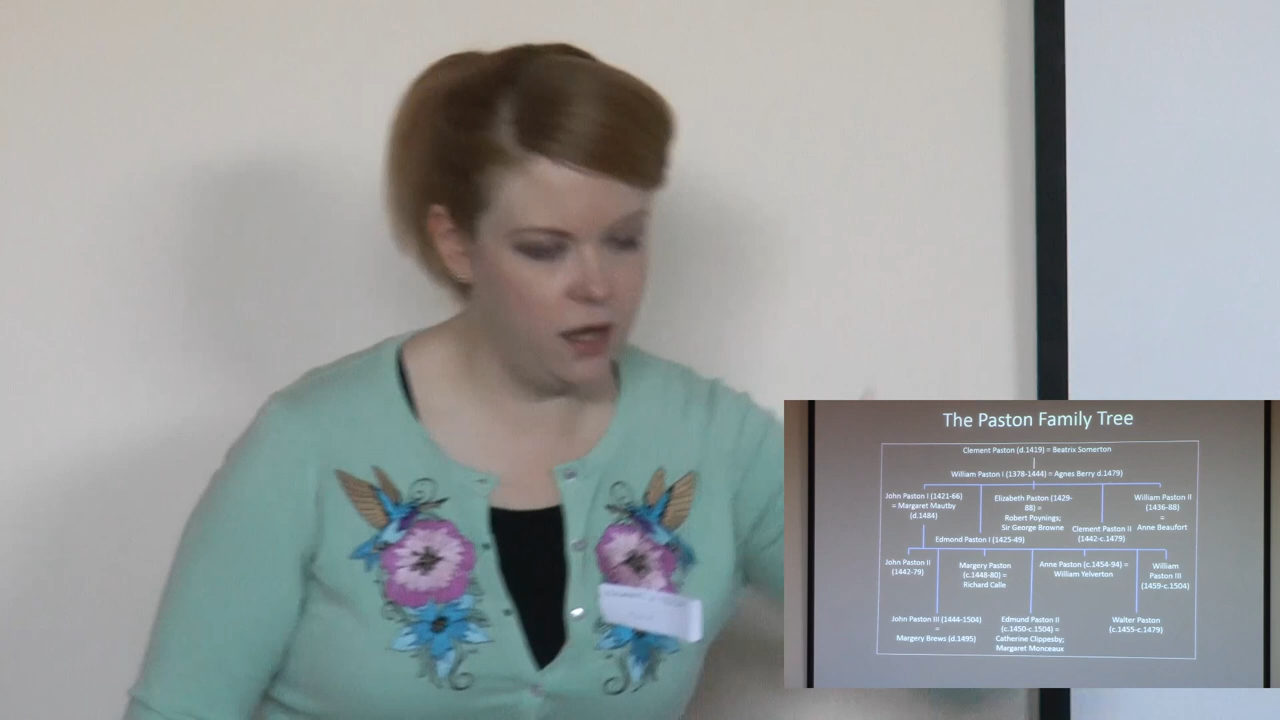 The Paston Family Tree
Clement Paston (d.1419) = Beatrix Somerton
William Paston I (1378-1444) = Agnes Berry d.1479)
John Paston I (1421-66)
= Margaret Mautby
(d.1484)
Elizabeth Paston (1429-
88) =
Robert Poynings;
Sir George Browne
William Paston II
(1436-88)
=
Anne Beaufort
Clement Paston II
(1442-c.1479)
Edmond Paston I (1425-49)
John Paston II
(1442-79)
Margery Paston
(c.1448-80) =
Richard Calle
Anne Paston (c.1454-94) =
William Yelverton
William
Paston III
(1459-c.1504)
John Paston III (1444-1504)
=
Margery Brews (d.1495)
Edmund Paston II
(c.1450-c.1504) =
Catherine Clippesby;
Margaret Monceaux
Walter Paston
(c.1455-c.1479)